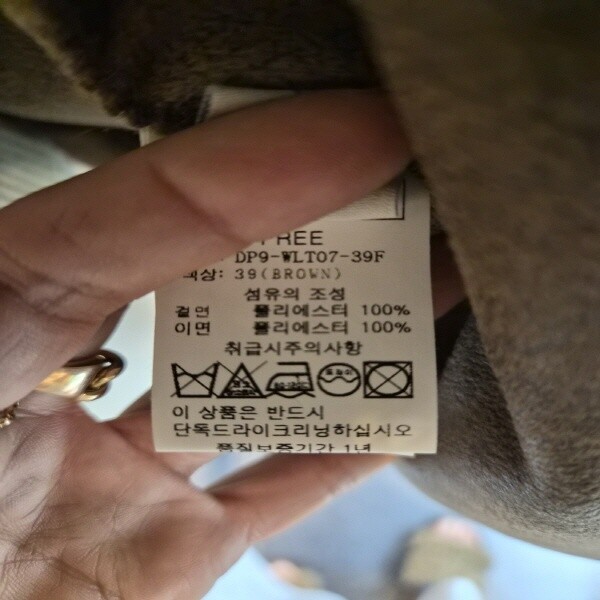 FREE
DP9-WLT07-39F
색상: 39(BROWN)
섬유의 조성
겉면 폴리에스터 100%
이면 폴리에스터 100%
취급시주의사항
이 상품은 반드시
단독드라이크리닝하십시오
품질보증기간 1년